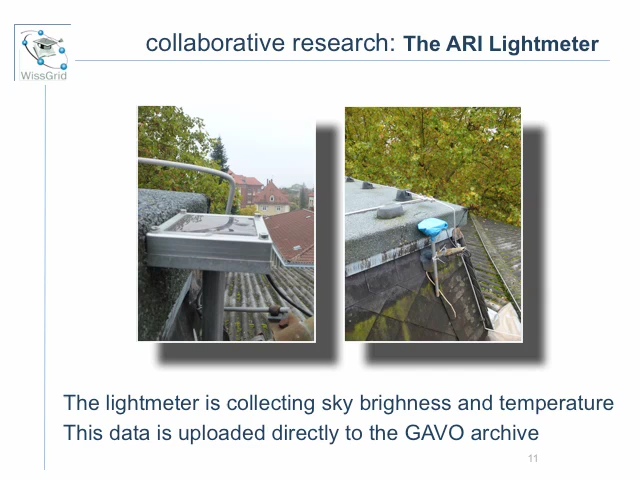 collaborative research: The ARI Lightmeter
WissGrid
The lightmeter is collecting sky brighness and temperature
This data is uploaded directly to the GAVO archive
11